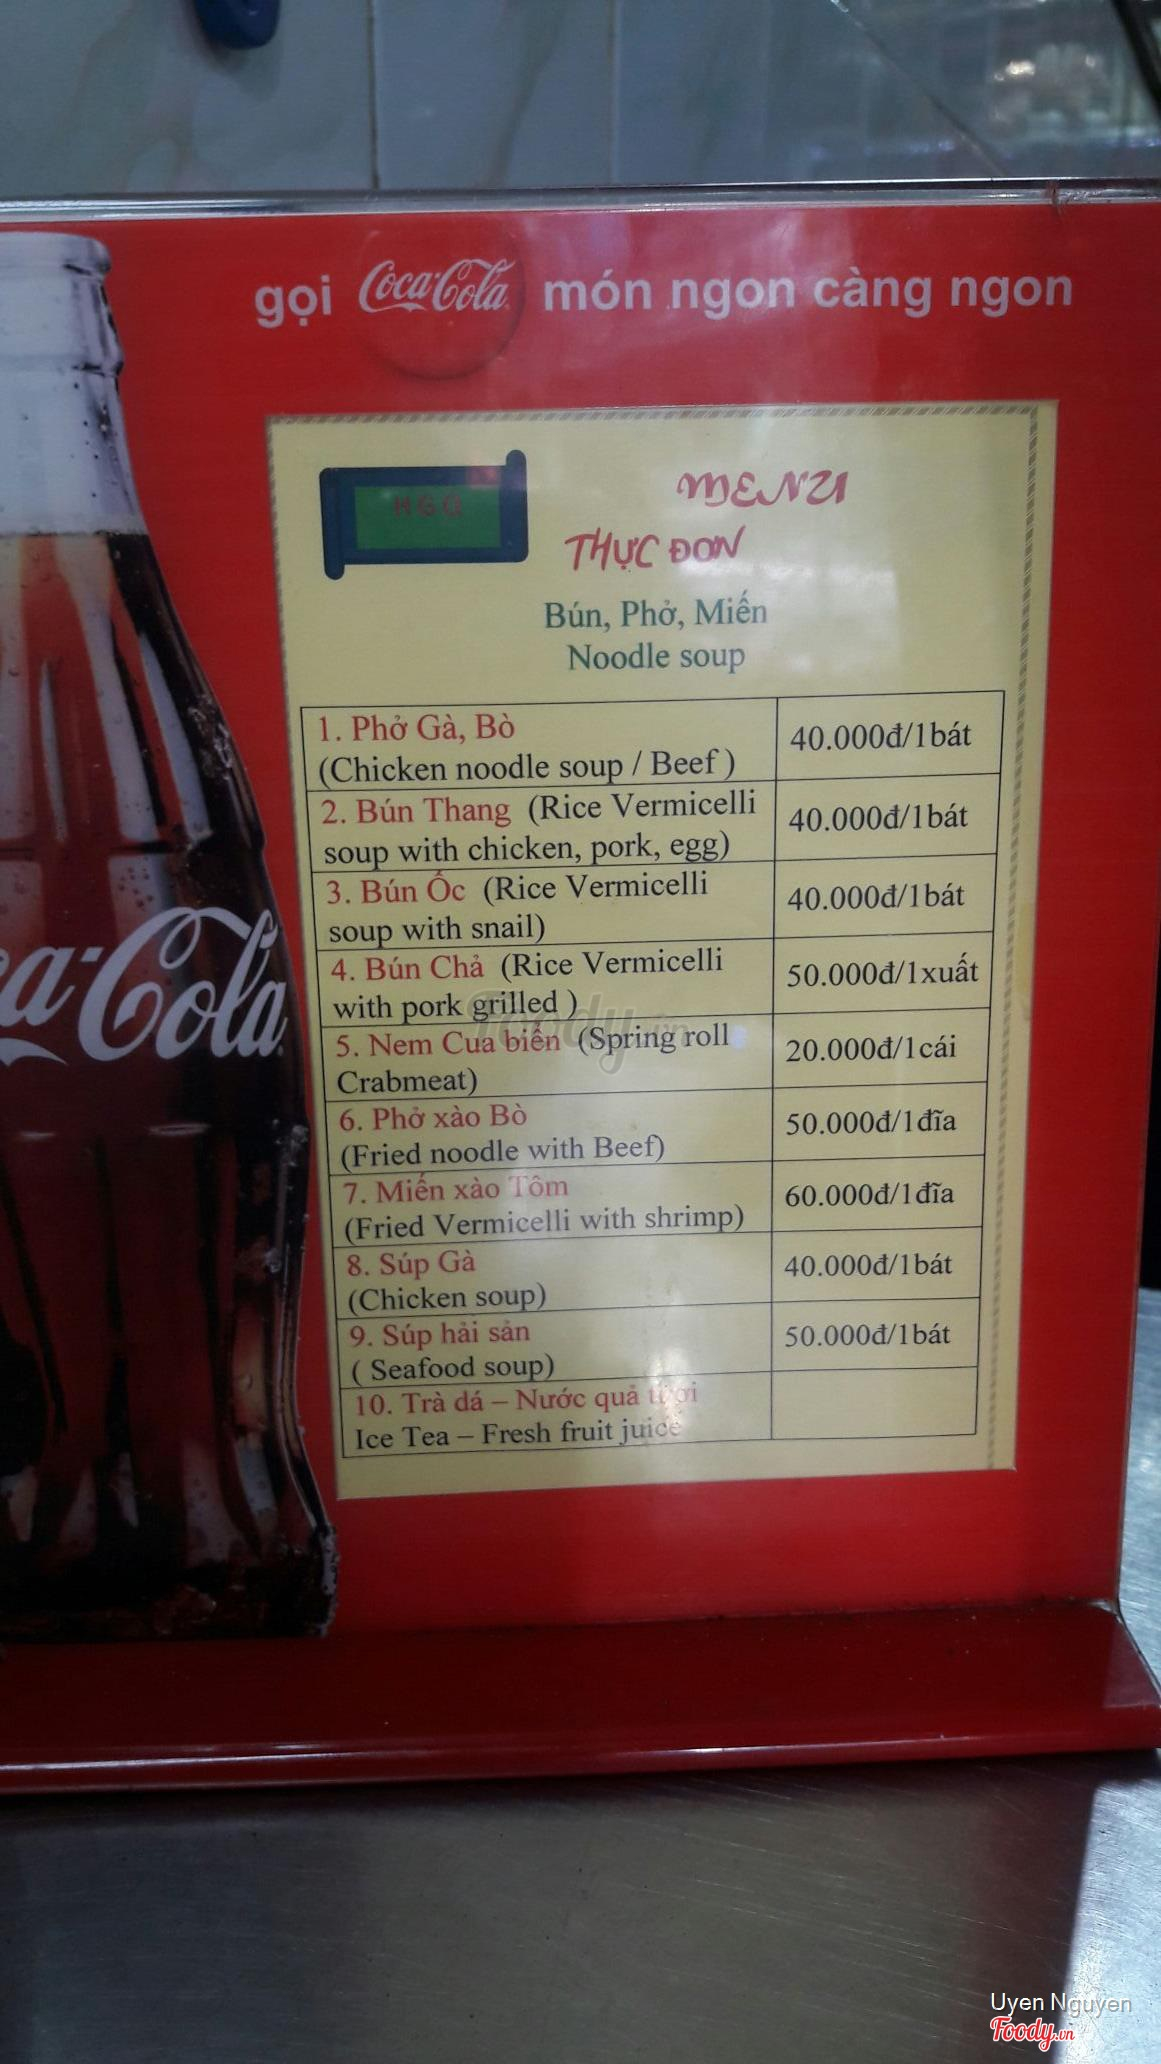 gọi Coca-Cola món ngon càng ngon
MENU
THỰC ĐƠN
Bún, Phở, Miến
Noodle soup
1. Phở Gà, Bò
(Chicken noodle soup / Beef )
40.000đ/1bát
2. Bún Thang (Rice Vermicelli
soup with chicken, pork, egg)
40.000đ/1bát
3. Bún Ốc (Rice Vermicelli
soup with snail)
40.000đ/1bát
4. Bún Chả (Rice Vermicelli
with pork grilled )
50.000đ/1xuất
5. Nem Cua biển (Spring roll
Crabmeat)
20.000đ/1cái
6. Phở xào Bò
(Fried noodle with Beef)
50.000đ/1đĩa
7. Miến xào Tôm
(Fried Vermicelli with shrimp)
60.000đ/1đĩa
8. Súp Gà
(Chicken soup)
40.000đ/1bát
9. Súp hải sản
( Seafood soup)
50.000đ/1bát
10. Trà dá – Nước quả tươi
Ice Tea – Fresh fruit juice
ca-Cola
Foody.vn
Uyen Nguyen
Foody.vn